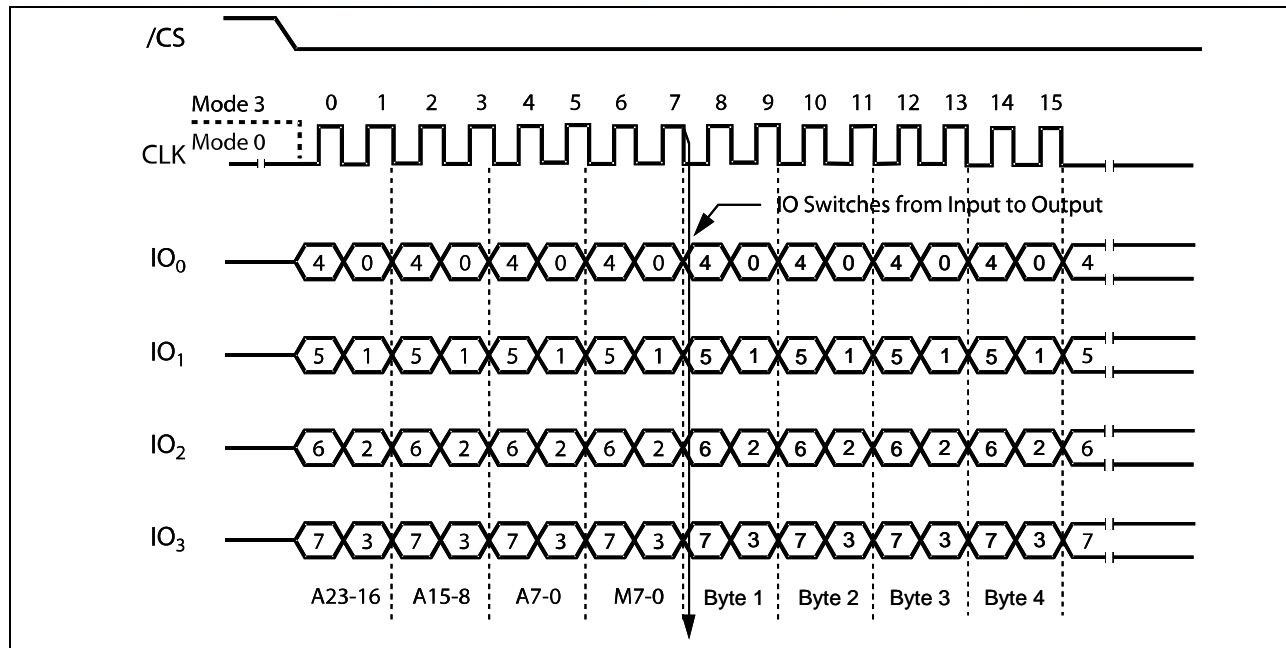 /CS
Mode 3
0 1 2 3 4 5 6 7 8 9 10 11 12 13 14 15
Mode 0
CLK
IO Switches from Input to Output
IO0 4 0 4 0 4 0 4 0 4 0 4 0 4 0 4 0 4
IO1 5 1 5 1 5 1 5 1 5 1 5 1 5 1 5 1 5
IO2 6 2 6 2 6 2 6 2 6 2 6 2 6 2 6 2 6
IO3 7 3 7 3 7 3 7 3 7 3 7 3 7 3 7 3 7
A23-16 A15-8 A7-0 M7-0 Byte 1 Byte 2 Byte 3 Byte 4